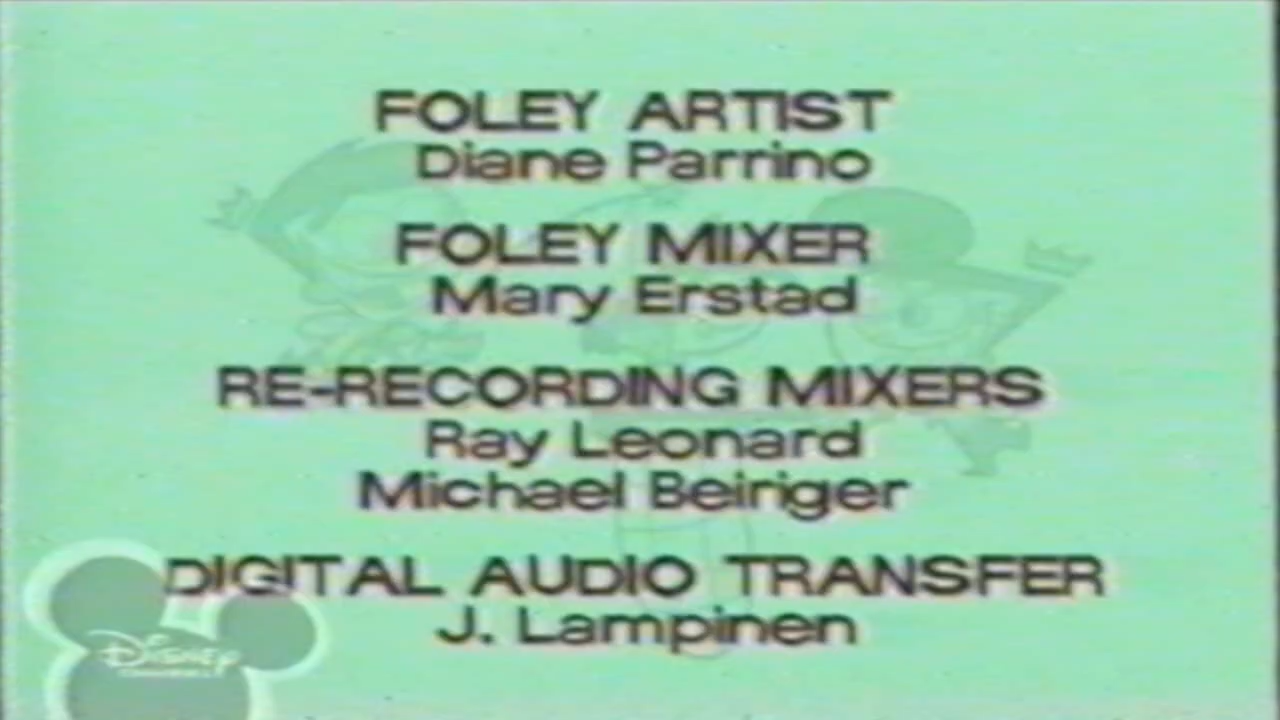 FOLEY ARTIST
Diane Parrino
FOLEY MIXER
Mary Erstad
RE-RECORDING MIXERS
Ray Leonard
Michael Beiriger
DIGITAL AUDIO TRANSFER
J. Lampinen
Disney
CHANNEL